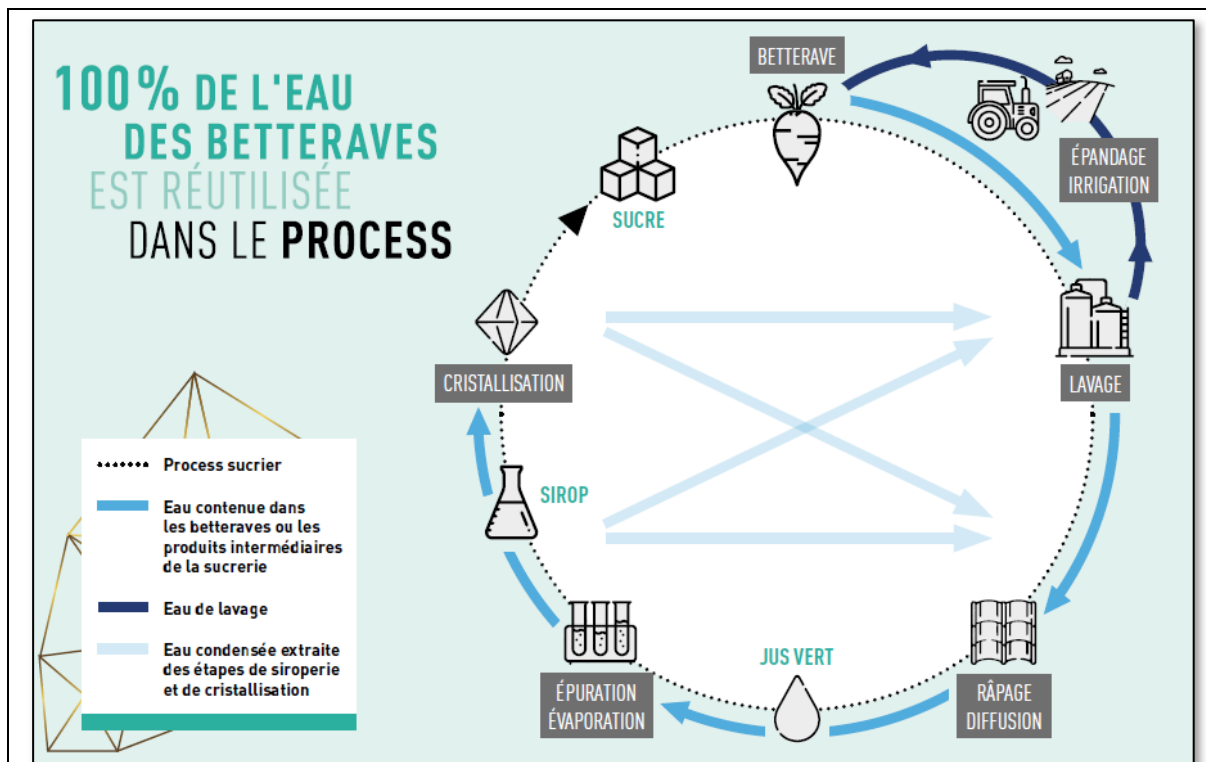 100% DE L'EAU
DES BETTERAVES
EST RÉUTILISÉE
DANS LE PROCESS
BETTERAVE
ÉPANDAGE
IRRIGATION
SUCRE
LAVAGE
CRISTALLISATION
SIROP
JUS VERT
RÂPAGE
DIFFUSION
ÉPURATION
ÉVAPORATION
Process sucrier
Eau contenue dans
les betteraves ou les
produits intermédiaires
de la sucrerie
Eau de lavage
Eau condensée extraite
des étapes de siroperie
et de cristallisation